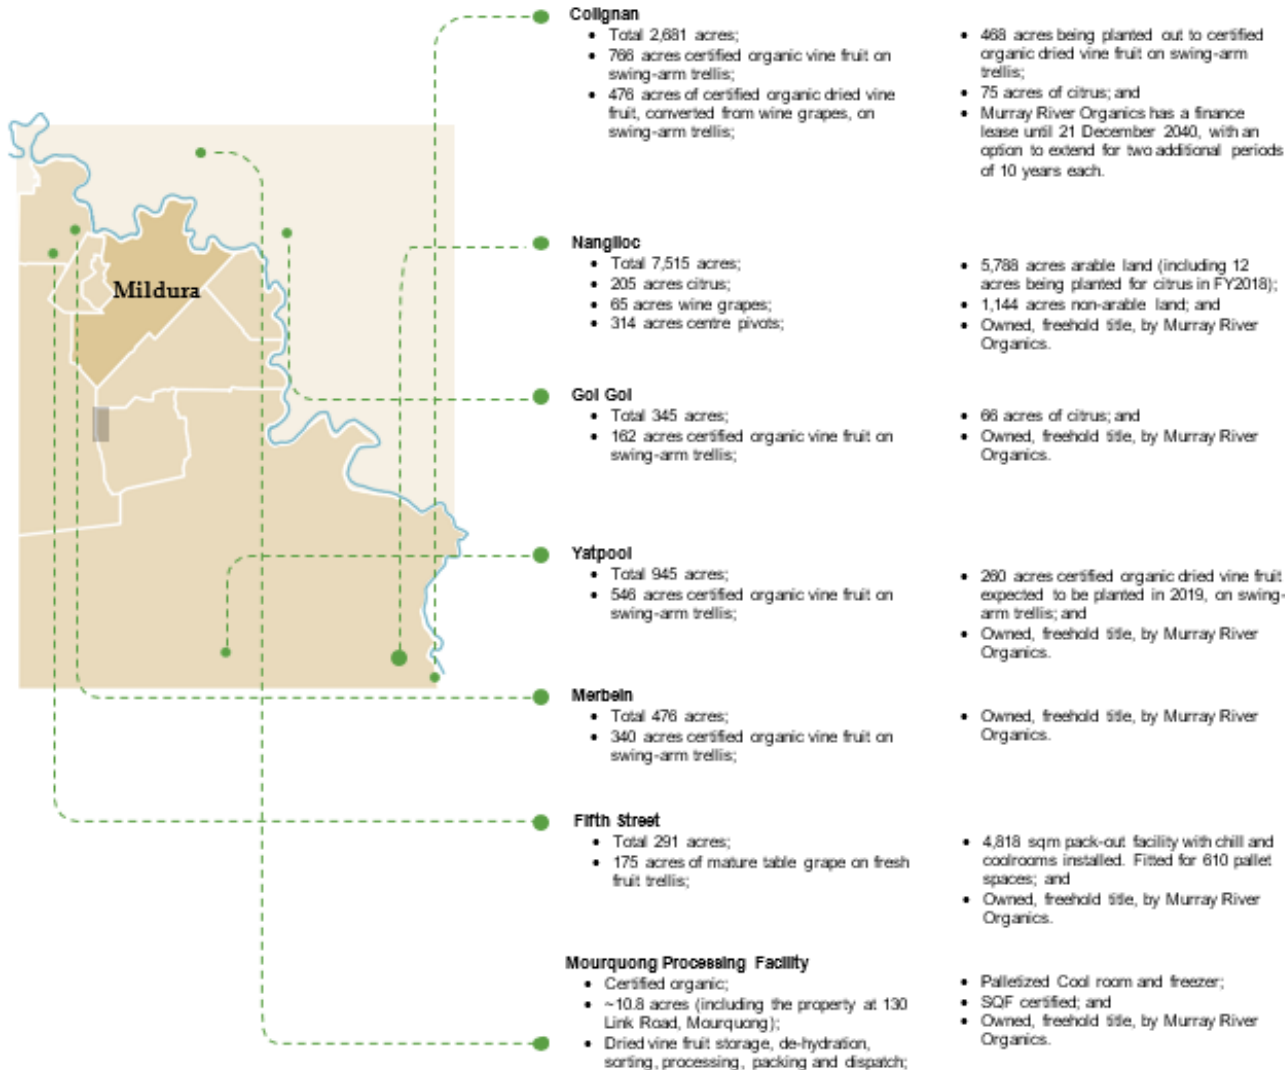 Mildura
Colignan
• Total 2,681 acres;
• 766 acres certified organic vine fruit on
swing-arm trellis;
• 476 acres of certified organic dried vine
fruit, converted from wine grapes, on
swing-arm trellis;
• 468 acres being planted out to certified
organic dried vine fruit on swing-arm
trellis;
• 75 acres of citrus; and
• Murray River Organics has a finance
lease until 21 December 2040, with an
option to extend for two additional periods
of 10 years each.
Nangiloc
• Total 7,515 acres;
• 205 acres citrus;
• 65 acres wine grapes;
• 314 acres centre pivots;
• 5,788 acres arable land (including 12
acres being planted for citrus in FY2018);
• 1,144 acres non-arable land; and
• Owned, freehold title, by Murray River
Organics.
Gol Gol
• Total 345 acres;
• 162 acres certified organic vine fruit on
swing-arm trellis;
• 66 acres of citrus; and
• Owned, freehold title, by Murray River
Organics.
Yatpool
• Total 945 acres;
• 546 acres certified organic vine fruit on
swing-arm trellis;
• 260 acres certified organic dried vine fruit
expected to be planted in 2019, on swing-
arm trellis; and
• Owned, freehold title, by Murray River
Organics.
Merbein
• Total 476 acres;
• 340 acres certified organic vine fruit on
swing-arm trellis;
• Owned, freehold title, by Murray River
Organics.
Fifth Street
• Total 291 acres;
• 175 acres of mature table grape on fresh
fruit trellis;
• 4,818 sqm pack-out facility with chill and
coolrooms installed. Fitted for 610 pallet
spaces; and
• Owned, freehold title, by Murray River
Organics.
Mourquong Processing Facility
• Certified organic;
• ~10.8 acres (including the property at 130
Link Road, Mourquong);
• Dried vine fruit storage, de-hydration,
sorting, processing, packing and dispatch;
• Palletized Cool room and freezer;
• SQF certified; and
• Owned, freehold title, by Murray River
Organics.